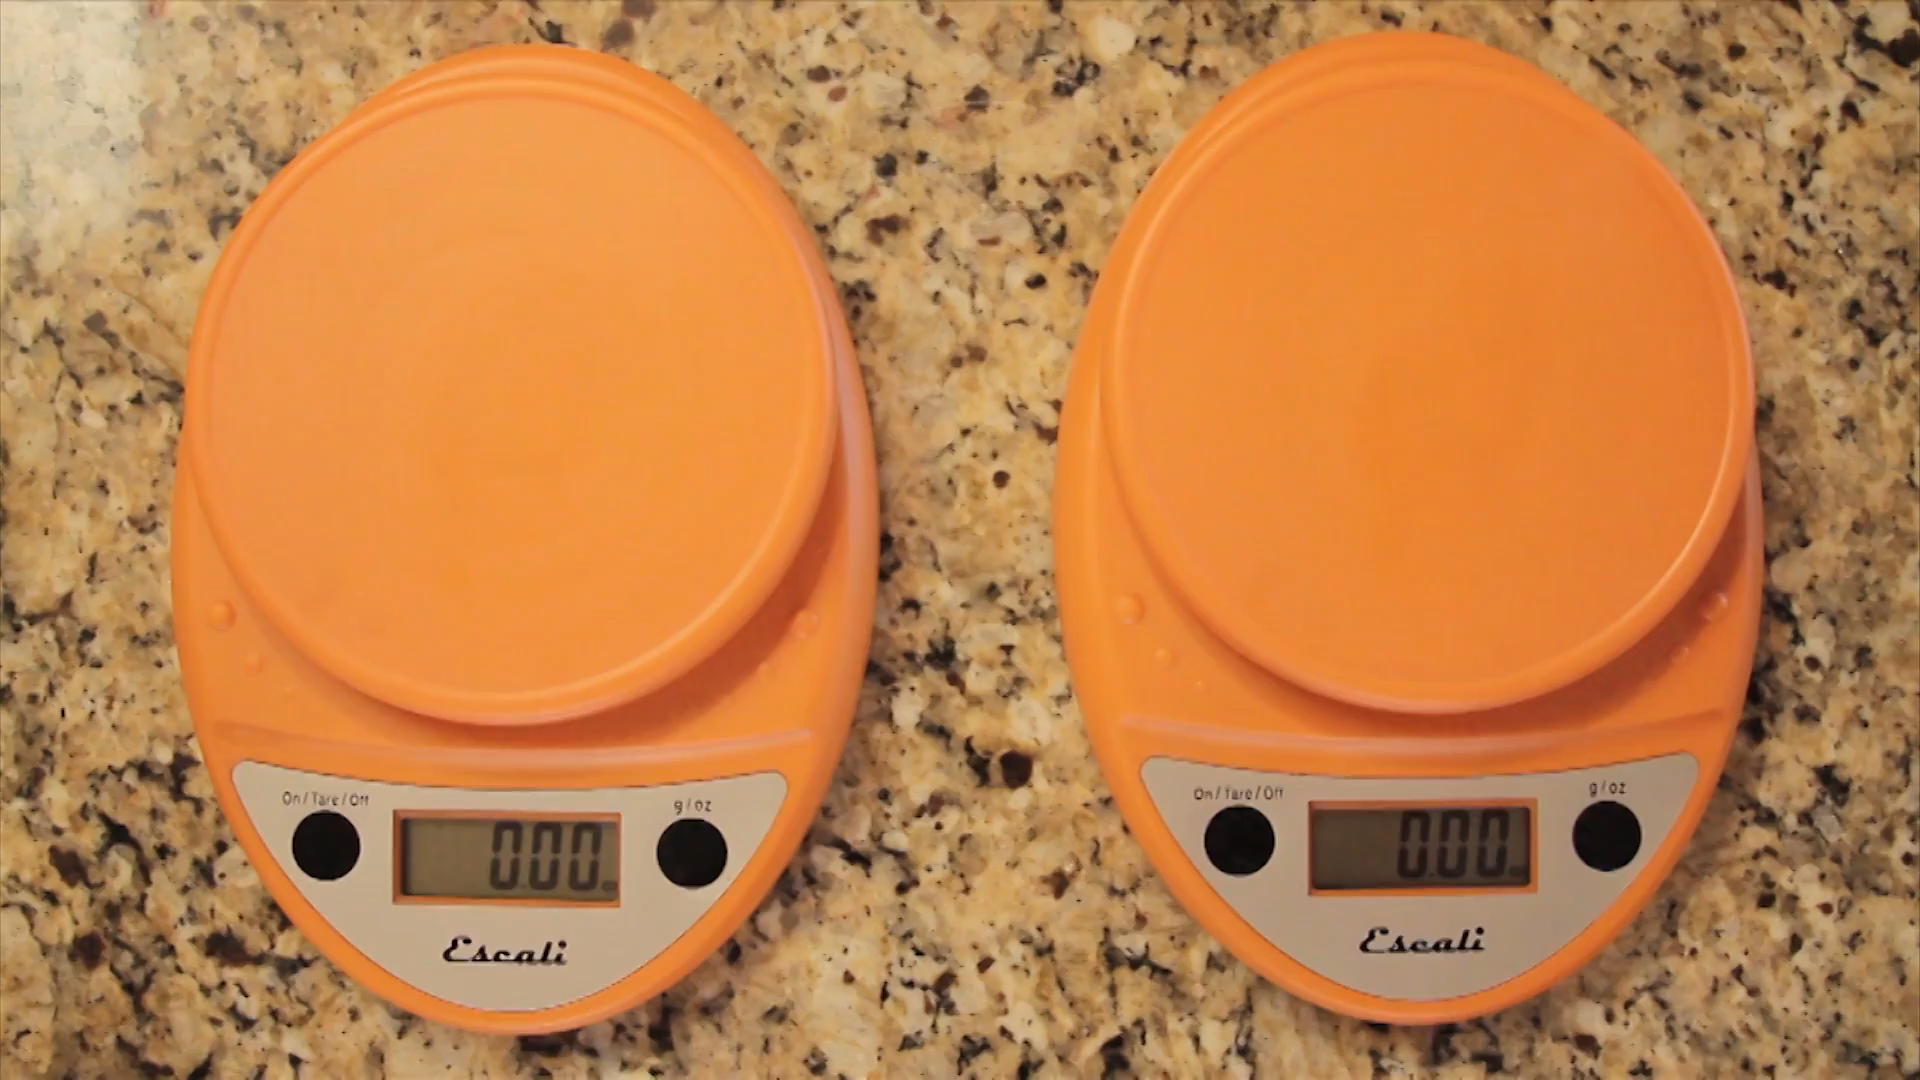 On / Tare / Off
g / oz
0.00
Escali
On / Tare / Off
g / oz
0.00
Escali